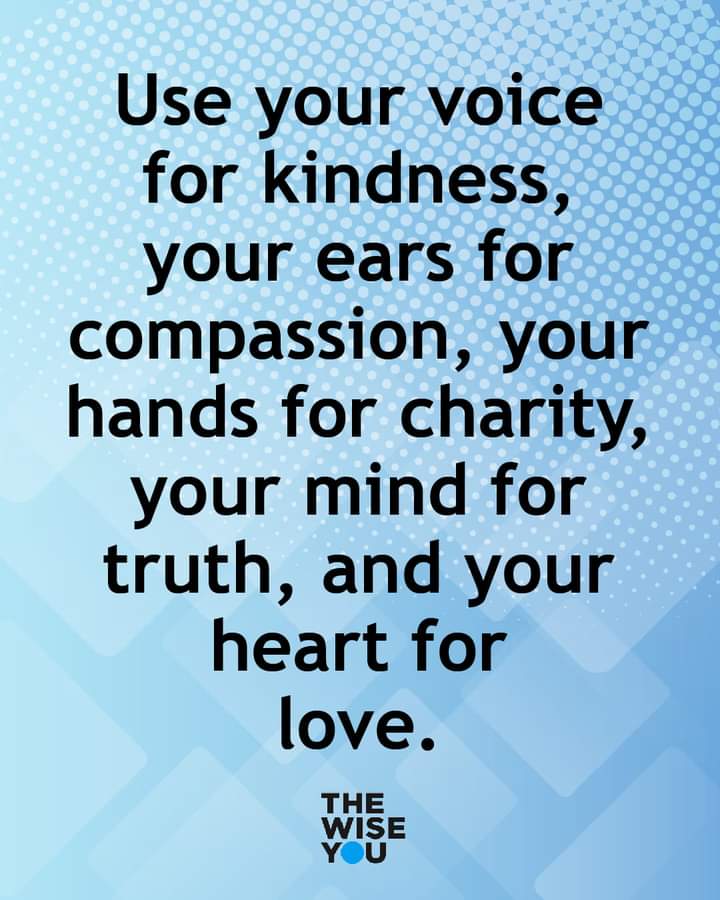 Use your voice
for kindness,
your ears for
compassion, your
hands for charity,
your mind for
truth, and your
heart for
love.
THE
WISE
YOU